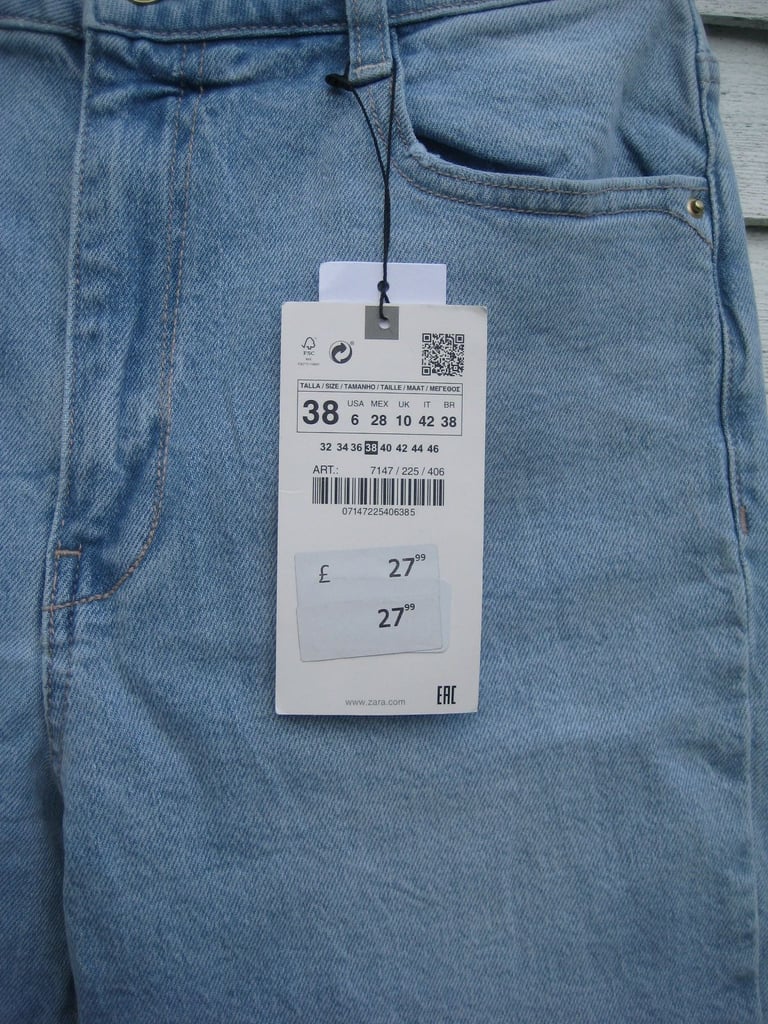 FSC
TALLA / SIZE / TAMANHO / TAILLE / MAAT / ΜΕΓΕΘΟΣ
38
USA MEX UK IT BR
6 28 10 42 38
32 34 36 38 40 42 44 46
ART.: 7147 / 225 / 406
07147225406385
£ 27⁹⁹
27⁹⁹
www.zara.com
EAC